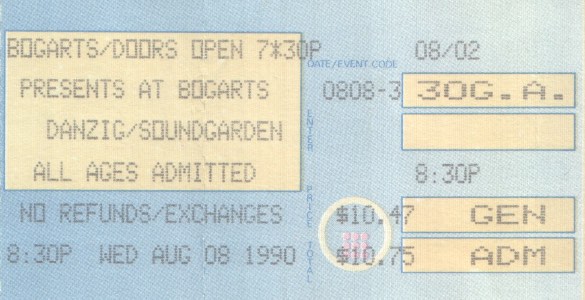 BOGARTS/DOORS OPEN 7*30P
PRESENTS AT BOGARTS
DANZIG/SOUNDGARDEN
ALL AGES ADMITTED
NO REFUNDS/EXCHANGES
8:30P WED AUG 08 1990
DATE/EVENT CODE
0808-3
ENTER
PRICE
TOTAL
$10.47
$10.75
08/02
30G.A.
8:30P
GEN
ADM